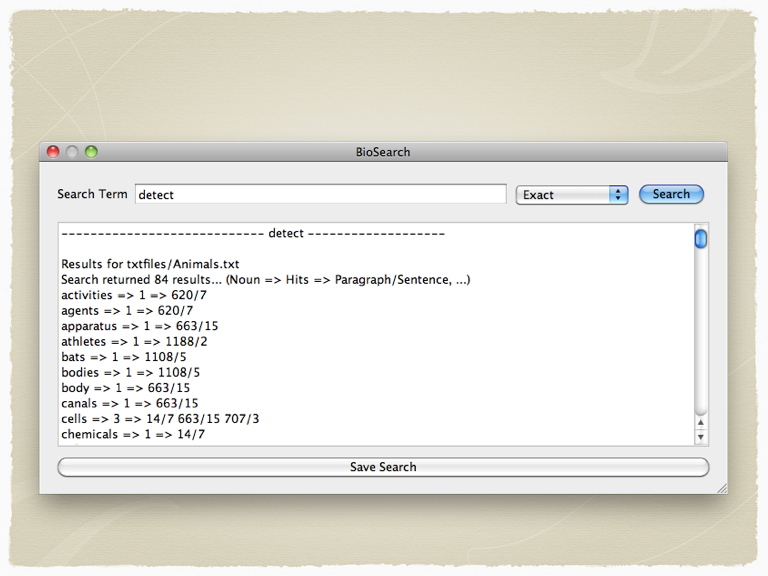 BioSearch
Search Term detect Exact Search
---------------------------- detect -------------------
Results for txtfiles/Animals.txt
Search returned 84 results... (Noun => Hits => Paragraph/Sentence, ...)
activities => 1 => 620/7
agents => 1 => 620/7
apparatus => 1 => 663/15
athletes => 1 => 1188/2
bats => 1 => 1108/5
bodies => 1 => 1108/5
body => 1 => 663/15
canals => 1 => 663/15
cells => 3 => 14/7 663/15 707/3
chemicals => 1 => 14/7
Save Search